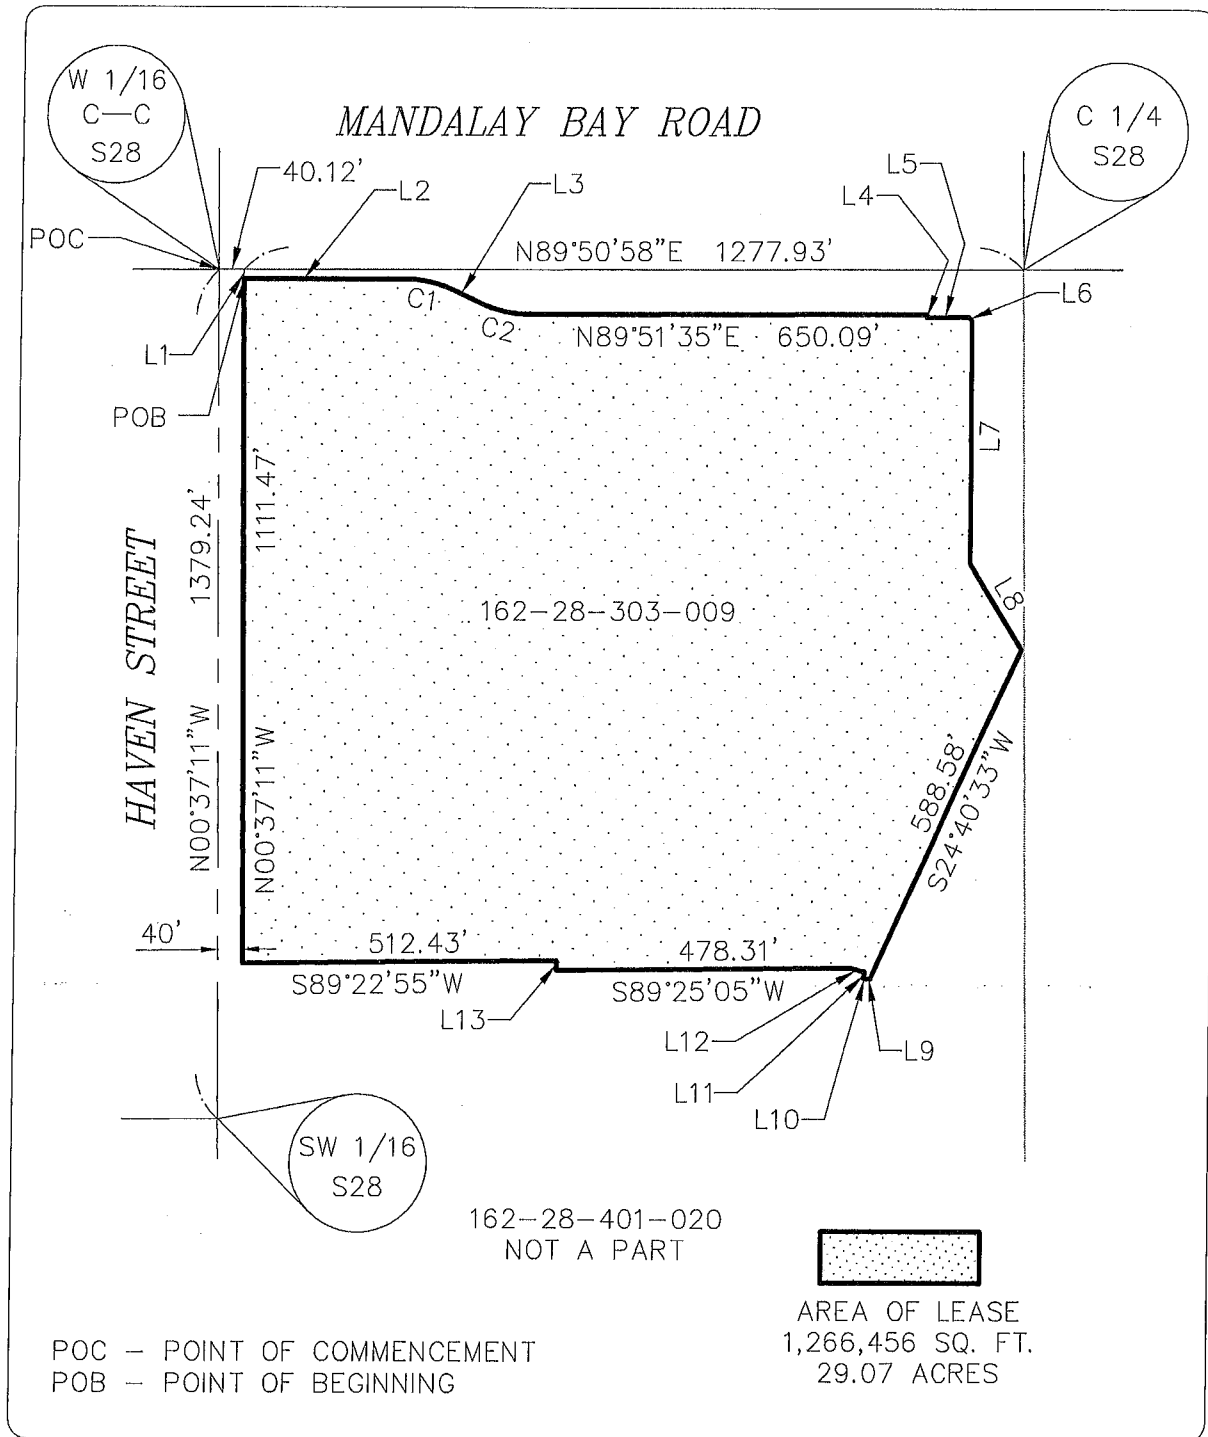 W 1/16
C—C
S28
MANDALAY BAY ROAD
C 1/4
S28
40.12'
L2
L3
L4
L5
POC
N89°50'58"E 1277.93'
L6
C1
C2
L1
N89°51'35"E 650.09'
POB
L7
1379.24'
1111.47'
HAVEN STREET
162-28-303-009
L8
N00°37'11"W
N00°37'11"W
588.58'
S24°40'33"W
40'
512.43'
478.31'
S89°22'55"W
S89°25'05"W
L13
L12
L9
L11
L10
SW 1/16
S28
162-28-401-020
NOT A PART
AREA OF LEASE
1,266,456 SQ. FT.
29.07 ACRES
POC – POINT OF COMMENCEMENT
POB – POINT OF BEGINNING